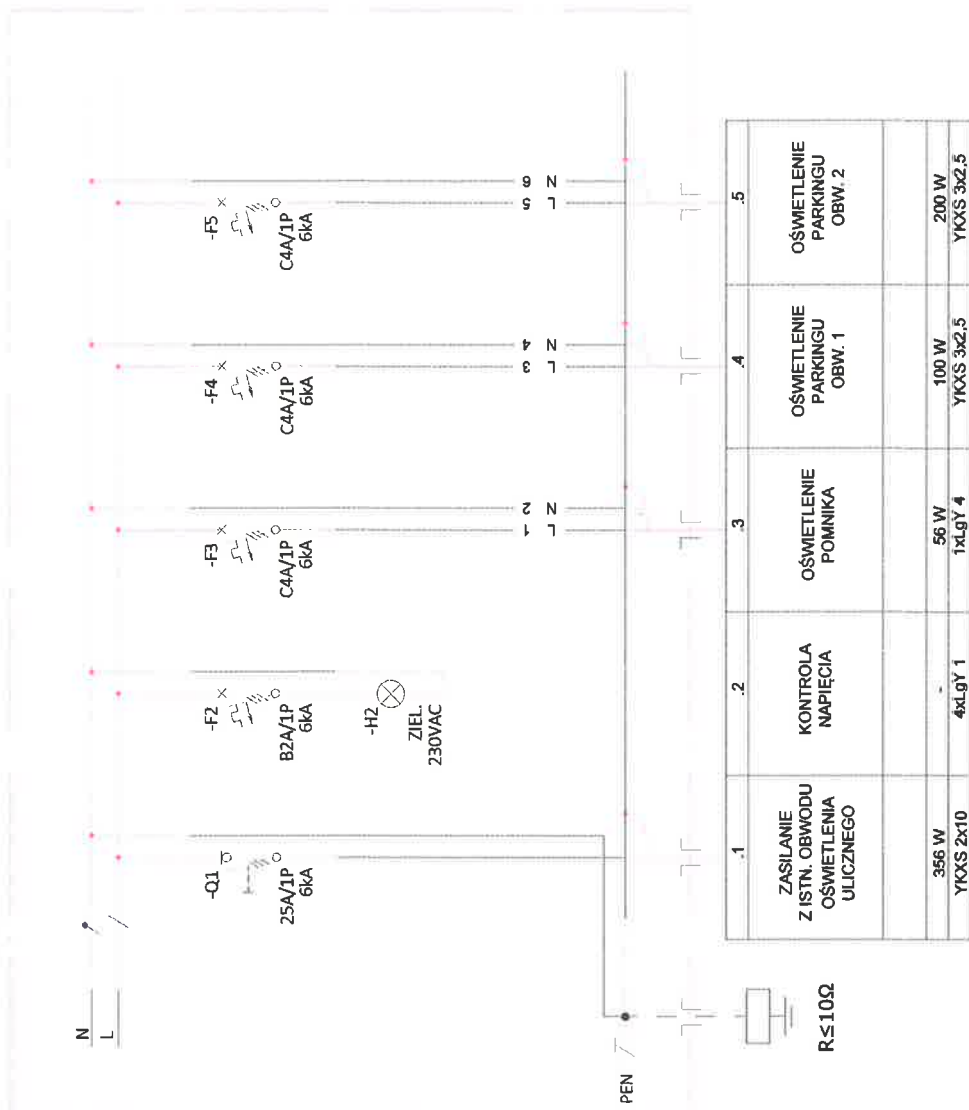 N
L
-Q1
25A/1P
6kA
-F2
B2A/1P
6kA
-H2
ZIEL.
230VAC
-F3
C4A/1P
6kA
-F4
C4A/1P
6kA
-F5
C4A/1P
6kA
L 1
N 2
L 3
N 4
L 5
N 6
PEN
R≤10Ω
.1
.2
.3
.4
.5
ZASILANIE
Z ISTN. OBWODU
OŚWIETLENIA
ULICZNEGO
KONTROLA
NAPIĘCIA
OŚWIETLENIE
POMNIKA
OŚWIETLENIE
PARKINGU
OBW. 1
OŚWIETLENIE
PARKINGU
OBW. 2
356 W
-
56 W
100 W
200 W
YKXS 2x10
4xLgY 1
1xLgY 4
YKXS 3x2,5
YKXS 3x2,5